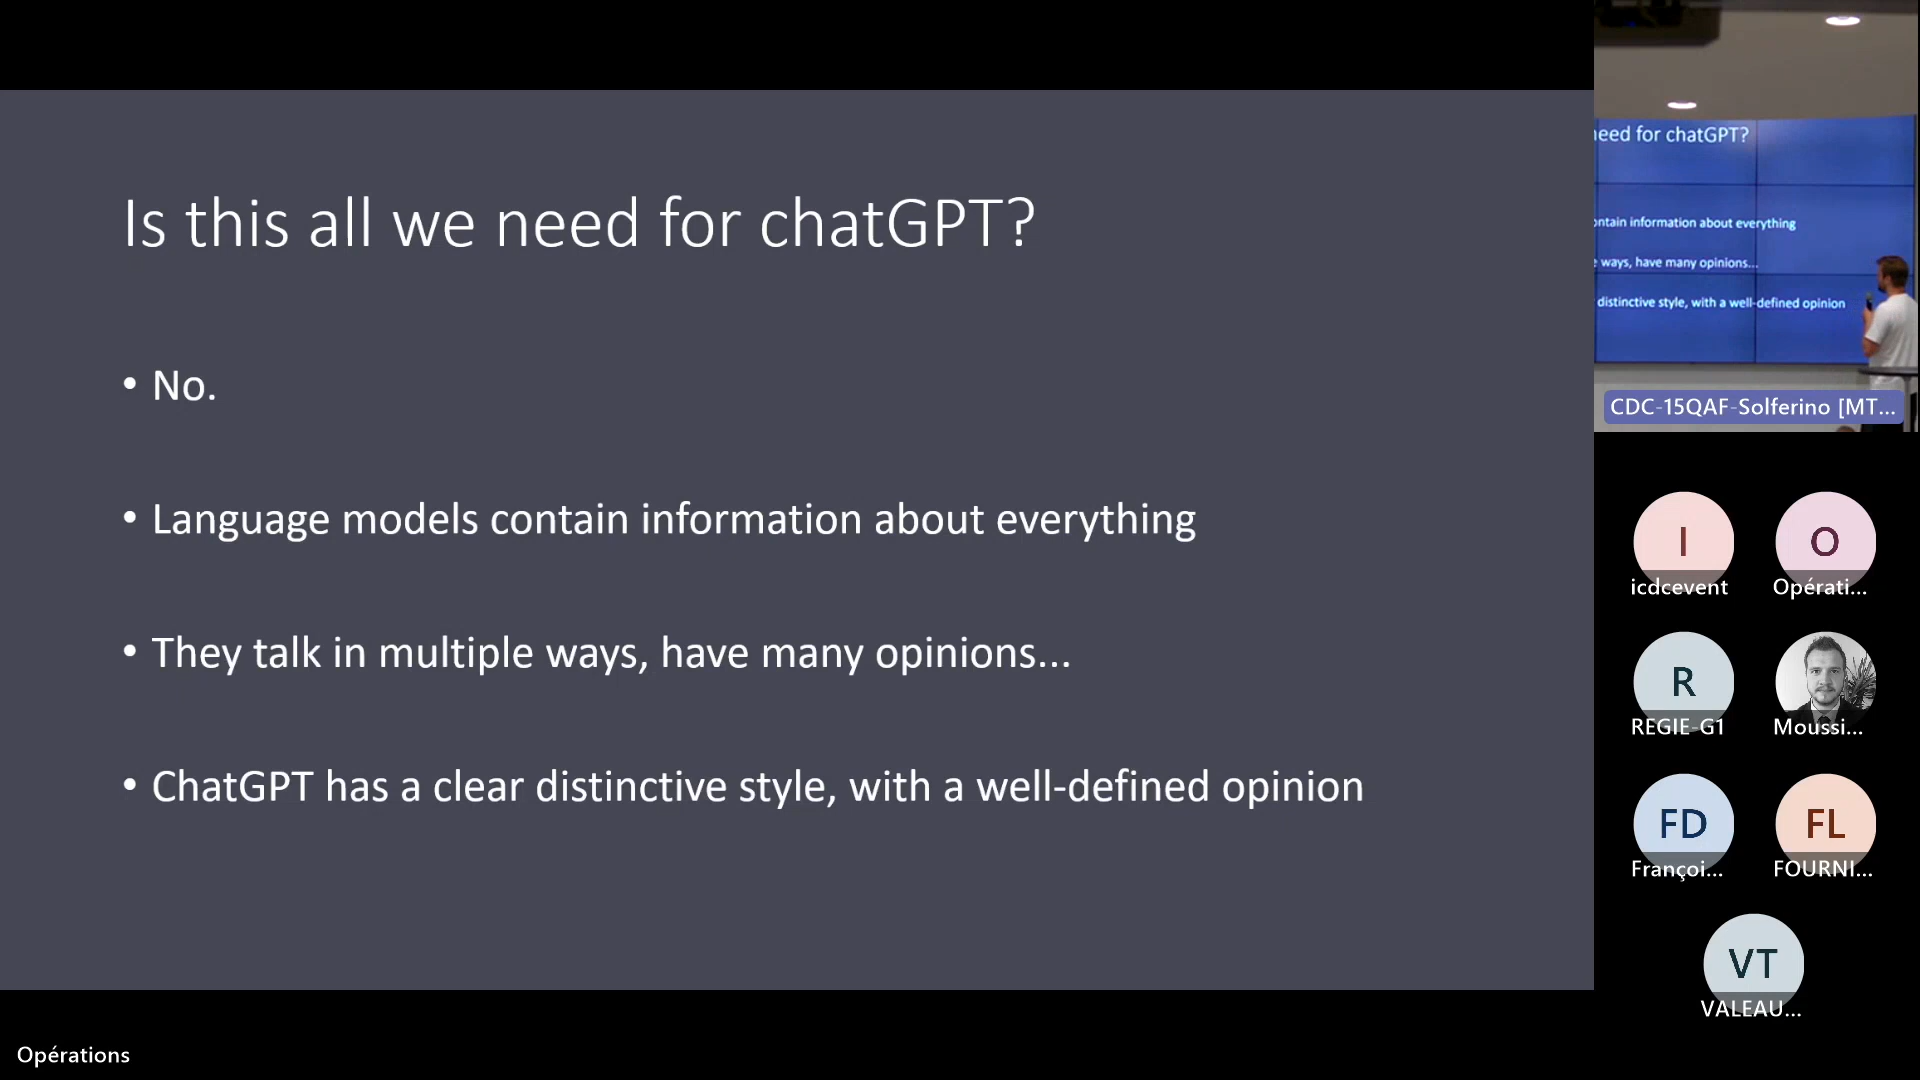 Is this all we need for chatGPT?
• No.
• Language models contain information about everything
• They talk in multiple ways, have many opinions...
• ChatGPT has a clear distinctive style, with a well-defined opinion
Opérations
need for chatGPT?
ontain information about everything
ways, have many opinions...
distinctive style, with a well-defined opinion
CDC-15QAF-Solferino [MT...
I
icdcevent
O
Opérati...
R
REGIE-G1
Moussi...
FD
Françoi...
FL
FOURNI...
VT
VALEAU...